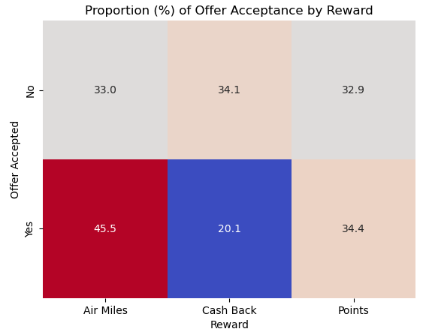 Proportion (%) of Offer Acceptance by Reward
Offer Accepted
No
33.0 34.1 32.9
Yes
45.5 20.1 34.4
Air Miles Cash Back Points
Reward